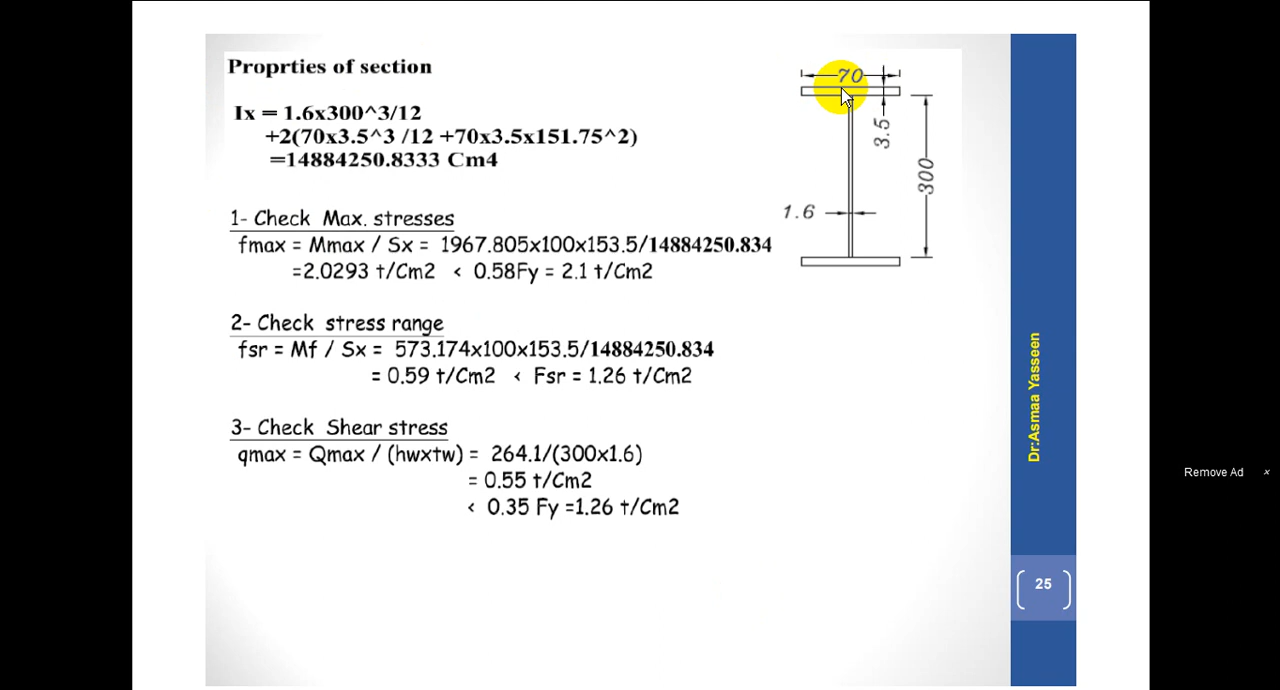 Proprties of section
Ix = 1.6x300^3/12
+2(70x3.5^3 /12 +70x3.5x151.75^2)
=14884250.8333 Cm4
1- Check Max. stresses
fmax = Mmax / Sx = 1967.805x100x153.5/14884250.834
=2.0293 t/Cm2 < 0.58Fy = 2.1 t/Cm2
2- Check stress range
fsr = Mf / Sx = 573.174x100x153.5/14884250.834
= 0.59 t/Cm2 < Fsr = 1.26 t/Cm2
3- Check Shear stress
qmax = Qmax / (hwxtw) = 264.1/(300x1.6)
= 0.55 t/Cm2
< 0.35 Fy =1.26 t/Cm2
70
3.5
300
1.6
Dr:Asmaa Yasseen
25
Remove Ad ×